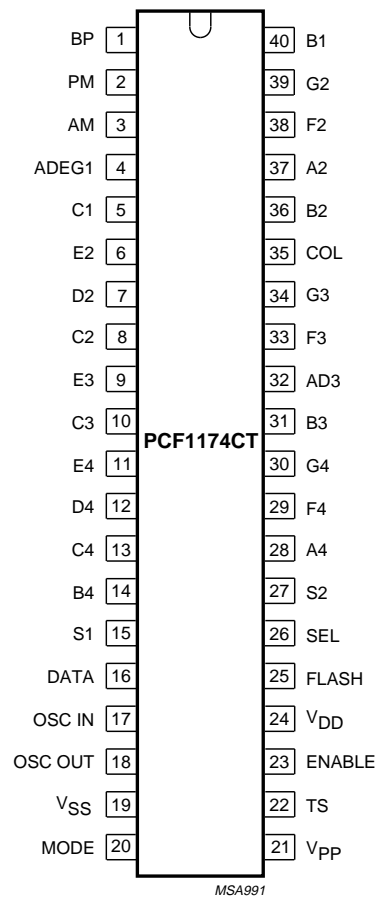 BP 1 40 B1
PM 2 39 G2
AM 3 38 F2
ADEG1 4 37 A2
C1 5 36 B2
E2 6 35 COL
D2 7 34 G3
C2 8 33 F3
E3 9 32 AD3
C3 10 31 B3
PCF1174CT
E4 11 30 G4
D4 12 29 F4
C4 13 28 A4
B4 14 27 S2
S1 15 26 SEL
DATA 16 25 FLASH
OSC IN 17 24 VDD
OSC OUT 18 23 ENABLE
VSS 19 22 TS
MODE 20 21 VPP
MSA991